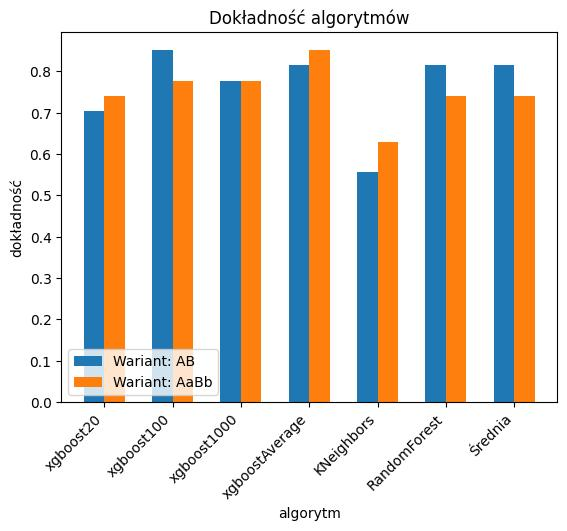 Dokładność algorytmów
dokładność
0.8
0.7
0.6
0.5
0.4
0.3
0.2
0.1
0.0
Wariant: AB
Wariant: AaBb
xgboost20
xgboost100
xgboost1000
xgboostAverage
KNeighbors
RandomForest
Średnia
algorytm